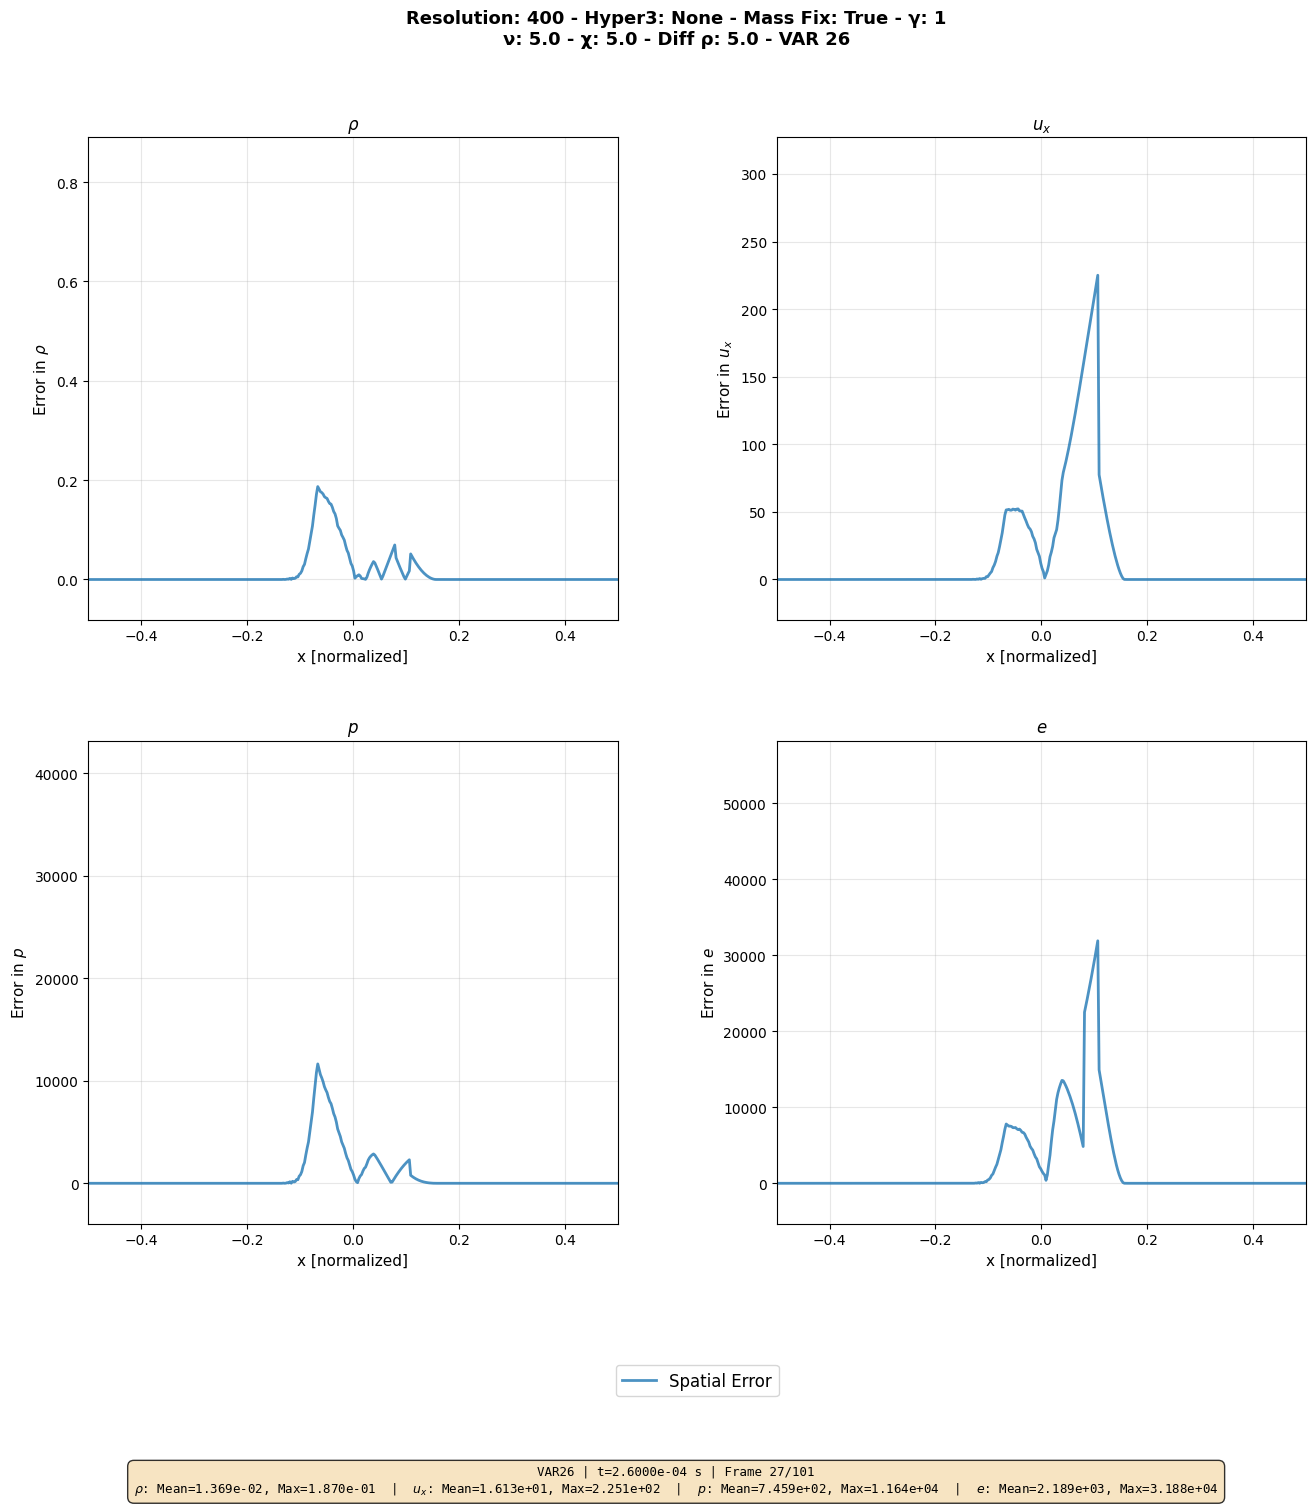 Resolution: 400 - Hyper3: None - Mass Fix: True - γ: 1
ν: 5.0 - χ: 5.0 - Diff ρ: 5.0 - VAR 26
ρ
0.8
0.6
0.4
0.2
0.0
Error in ρ
−0.4 −0.2 0.0 0.2 0.4
x [normalized]
u_x
300
250
200
150
100
50
0
Error in u_x
−0.4 −0.2 0.0 0.2 0.4
x [normalized]
p
40000
30000
20000
10000
0
Error in p
−0.4 −0.2 0.0 0.2 0.4
x [normalized]
e
50000
40000
30000
20000
10000
0
Error in e
−0.4 −0.2 0.0 0.2 0.4
x [normalized]
Spatial Error
VAR26 | t=2.6000e-04 s | Frame 27/101
ρ: Mean=1.369e-02, Max=1.870e-01 | u_x: Mean=1.613e+01, Max=2.251e+02 | p: Mean=7.459e+02, Max=1.164e+04 | e: Mean=2.189e+03, Max=3.188e+04